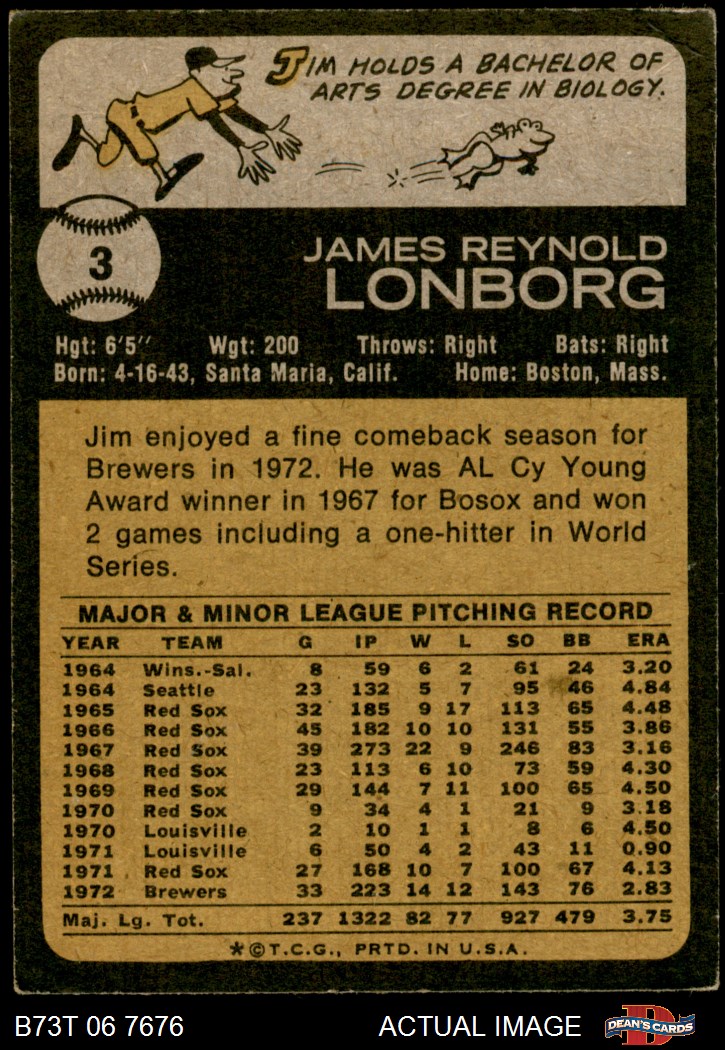 JIM HOLDS A BACHELOR OF
ARTS DEGREE IN BIOLOGY.
3
JAMES REYNOLD
LONBORG
Hgt: 6'5" Wgt: 200 Throws: Right Bats: Right
Born: 4-16-43, Santa Maria, Calif. Home: Boston, Mass.
Jim enjoyed a fine comeback season for
Brewers in 1972. He was AL Cy Young
Award winner in 1967 for Bosox and won
2 games including a one-hitter in World
Series.
MAJOR & MINOR LEAGUE PITCHING RECORD
YEAR TEAM G IP W L SO BB ERA
1964 Wins.-Sal. 8 59 6 2 61 24 3.20
1964 Seattle 23 132 5 7 95 46 4.84
1965 Red Sox 32 185 9 17 113 65 4.48
1966 Red Sox 45 182 10 10 131 55 3.86
1967 Red Sox 39 273 22 9 246 83 3.16
1968 Red Sox 23 113 6 10 73 59 4.30
1969 Red Sox 29 144 7 11 100 65 4.50
1970 Red Sox 9 34 4 1 21 9 3.18
1970 Louisville 2 10 1 1 8 6 4.50
1971 Louisville 6 50 4 2 43 11 0.90
1971 Red Sox 27 168 10 7 100 67 4.13
1972 Brewers 33 223 14 12 143 76 2.83
Maj. Lg. Tot. 237 1322 82 77 927 479 3.75
*©T.C.G., PRTD. IN U.S.A.
B73T 06 7676 ACTUAL IMAGE D DEAN'S CARDS